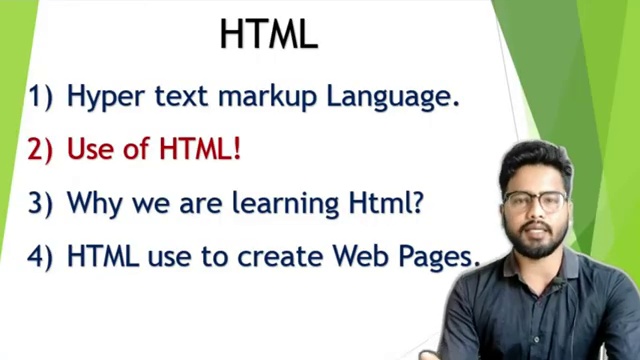 HTML
1) Hyper text markup Language.
2) Use of HTML!
3) Why we are learning Html?
4) HTML use to create Web Pages.